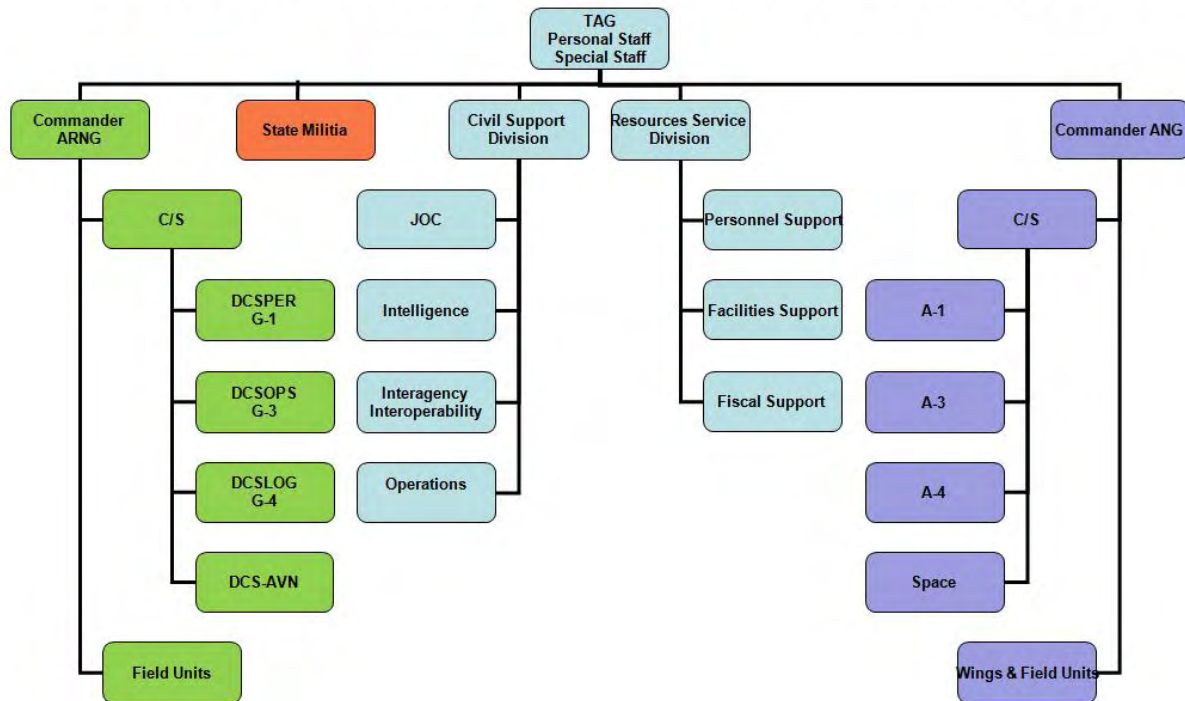 TAG
Personal Staff
Special Staff
Commander
ARNG
State Militia
Civil Support
Division
Resources Service
Division
Commander ANG
C/S
JOC
Personnel Support
C/S
DCSPER
G-1
Intelligence
Facilities Support
A-1
DCSOPS
G-3
Interagency
Interoperability
Fiscal Support
A-3
DCSLOG
G-4
Operations
A-4
DCS-AVN
Space
Field Units
Wings & Field Units